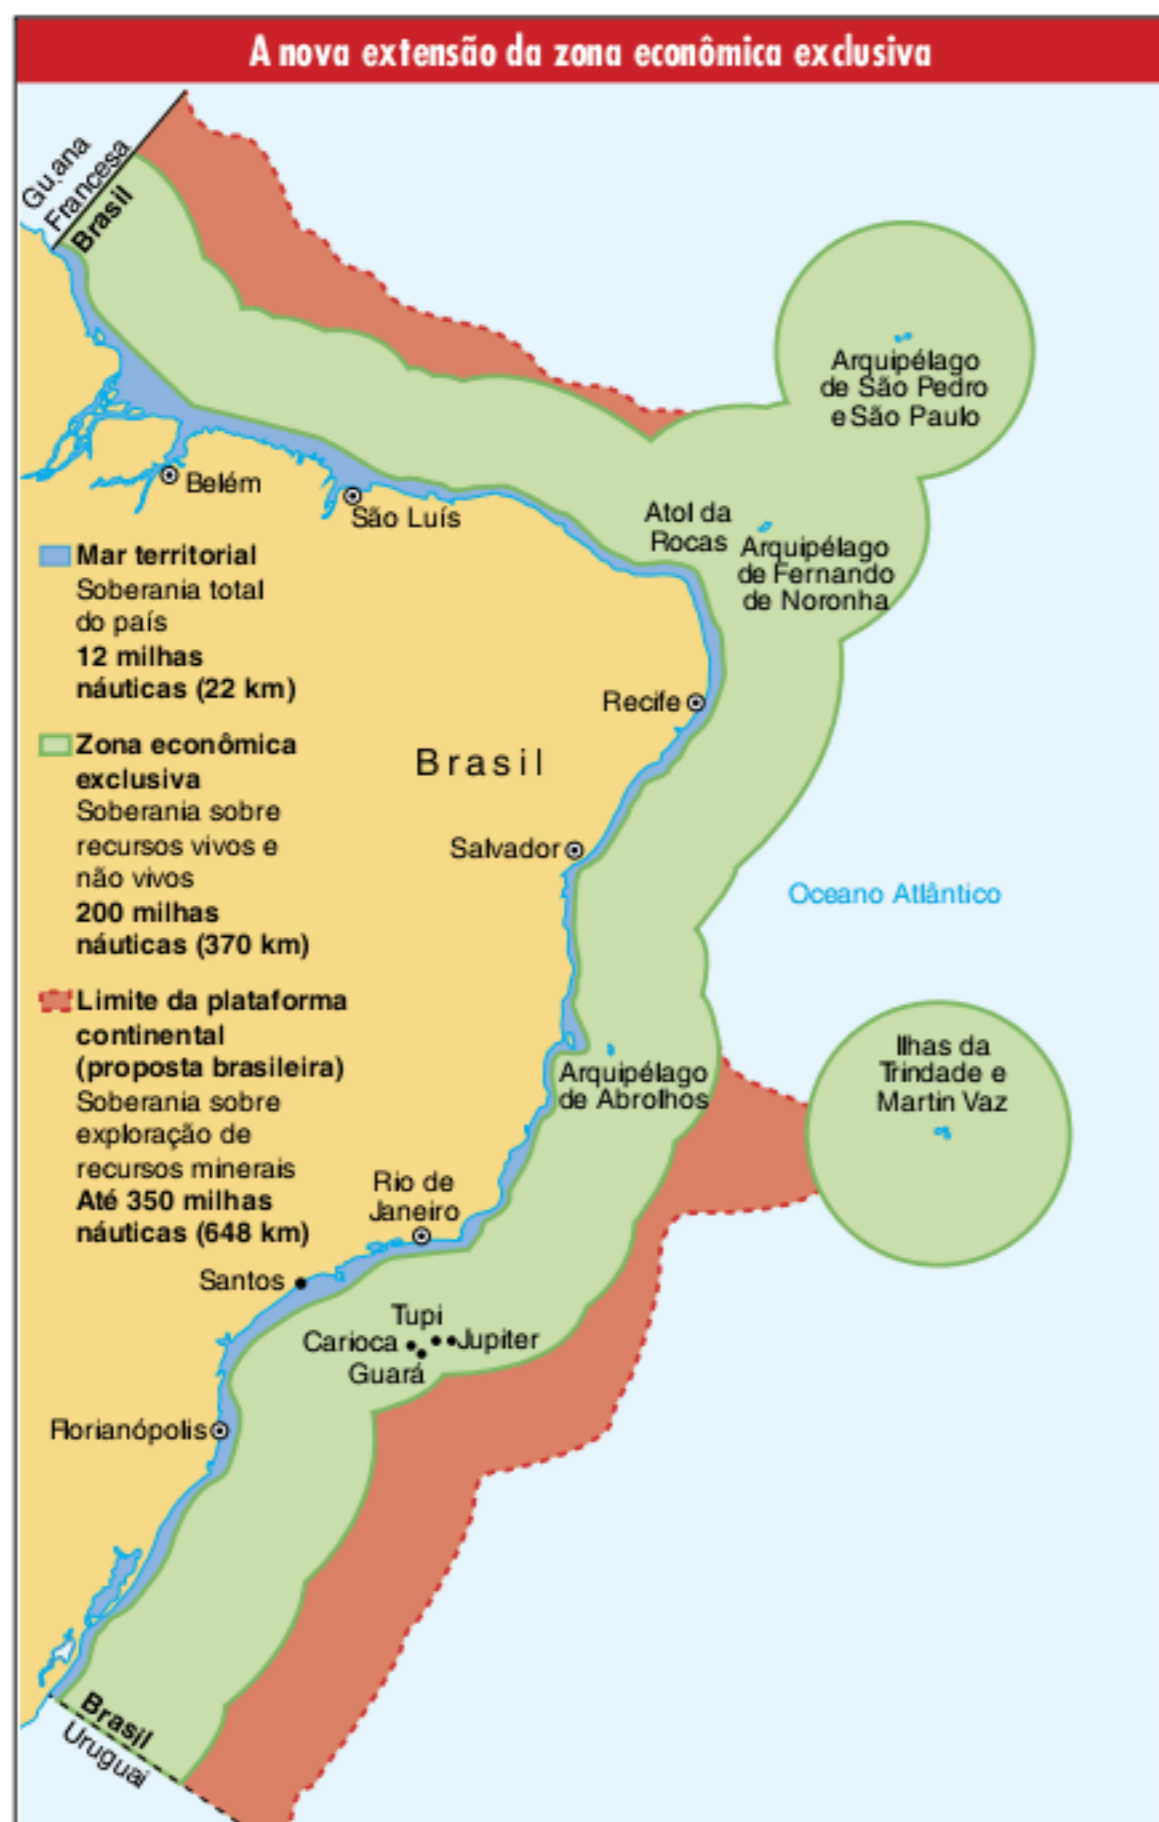 A nova extensão da zona econômica exclusiva
Guiana
Francesa
Brasil
Arquipélago
de São Pedro
e São Paulo
Belém
São Luís
Atol da
Rocas
Arquipélago
de Fernando
de Noronha
Mar territorial
Soberania total
do país
12 milhas
náuticas (22 km)
Recife
Zona econômica
exclusiva
Soberania sobre
recursos vivos e
não vivos
200 milhas
náuticas (370 km)
Brasil
Salvador
Oceano Atlântico
Limite da plataforma
continental
(proposta brasileira)
Soberania sobre
exploração de
recursos minerais
Até 350 milhas
náuticas (648 km)
Arquipélago
de Abrolhos
Ilhas da
Trindade e
Martin Vaz
Rio de
Janeiro
Santos
Tupi
Carioca
Jupiter
Guará
Florianópolis
Brasil
Uruguai